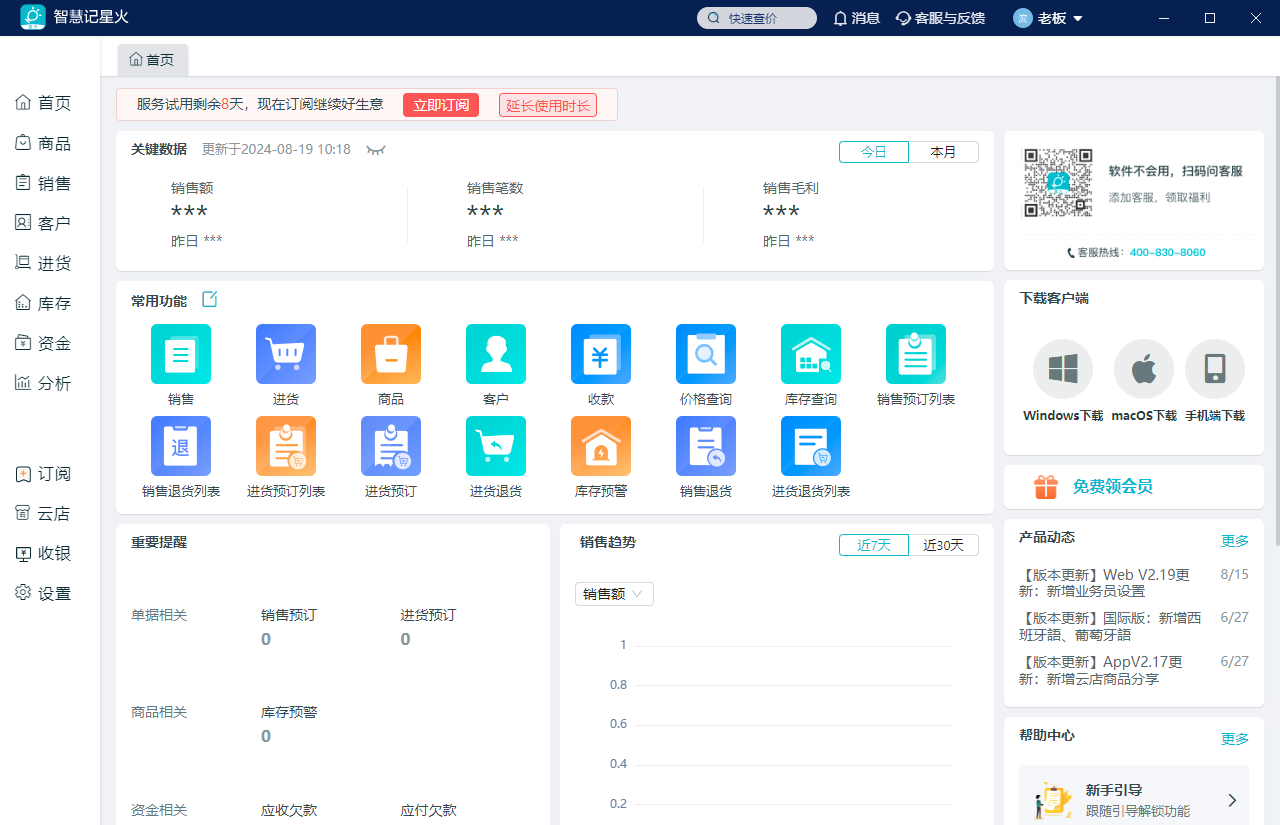 智慧记星火
快速查价
消息
客服与反馈
老板
首页
首页
商品
销售
客户
进货
库存
资金
分析
订阅
云店
收银
设置
服务试用剩余8天，现在订阅继续好生意
立即订阅
延长使用时长
关键数据
更新于2024-08-19 10:18
今日
本月
销售额
***
昨日 ***
销售笔数
***
昨日 ***
销售毛利
***
昨日 ***
软件不会用，扫码问客服
添加客服，领取福利
客服热线：400-830-8060
常用功能
销售
进货
商品
客户
收款
价格查询
库存查询
销售预订列表
退
销售退货列表
进货预订列表
进货预订
进货退货
库存预警
销售退货
进货退货列表
下载客户端
Windows下载
macOS下载
手机端下载
免费领会员
重要提醒
单据相关
销售预订
0
进货预订
0
商品相关
库存预警
0
资金相关
应收欠款
应付欠款
销售趋势
近7天
近30天
销售额
1
0.8
0.6
0.4
0.2
产品动态
更多
【版本更新】Web V2.19更
新：新增业务员设置
8/15
【版本更新】国际版：新增西
班牙語、葡萄牙語
6/27
【版本更新】AppV2.17更
新：新增云店商品分享
6/27
帮助中心
更多
新手引导
跟随引导解锁功能